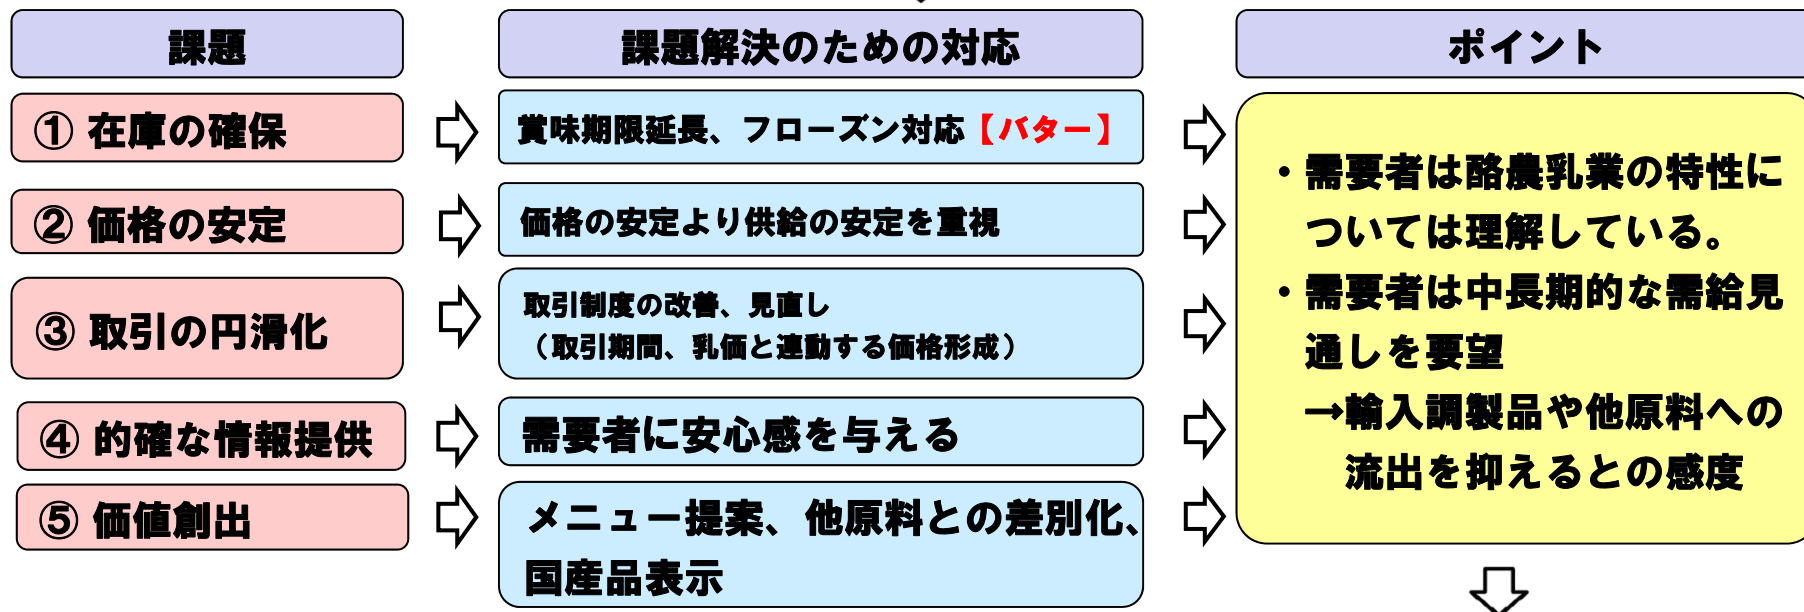 課題
課題解決のための対応
ポイント
① 在庫の確保
賞味期限延長、フローズン対応【バター】
② 価格の安定
価格の安定より供給の安定を重視
③ 取引の円滑化
取引制度の改善、見直し
（取引期間、乳価と連動する価格形成）
④ 的確な情報提供
需要者に安心感を与える
⑤ 価値創出
メニュー提案、他原料との差別化、
国産品表示
・需要者は酪農乳業の特性に
ついては理解している。
・需要者は中長期的な需給見
通しを要望
→輸入調製品や他原料への
流出を抑えるとの感度